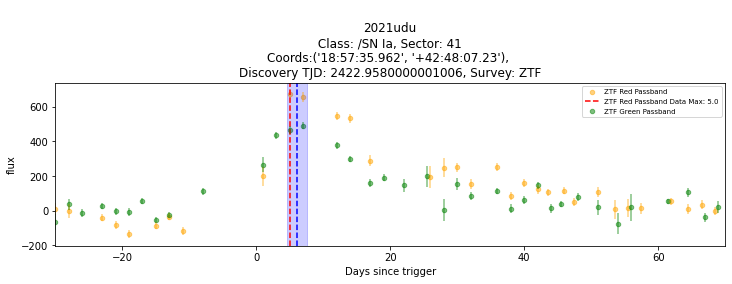 2021udu
Class: /SN Ia, Sector: 41
Coords:('18:57:35.962', '+42:48:07.23'),
Discovery TJD: 2422.9580000001006, Survey: ZTF
ZTF Red Passband
ZTF Red Passband Data Max: 5.0
ZTF Green Passband
flux
600
400
200
0
−200
−20
0
20
40
60
Days since trigger